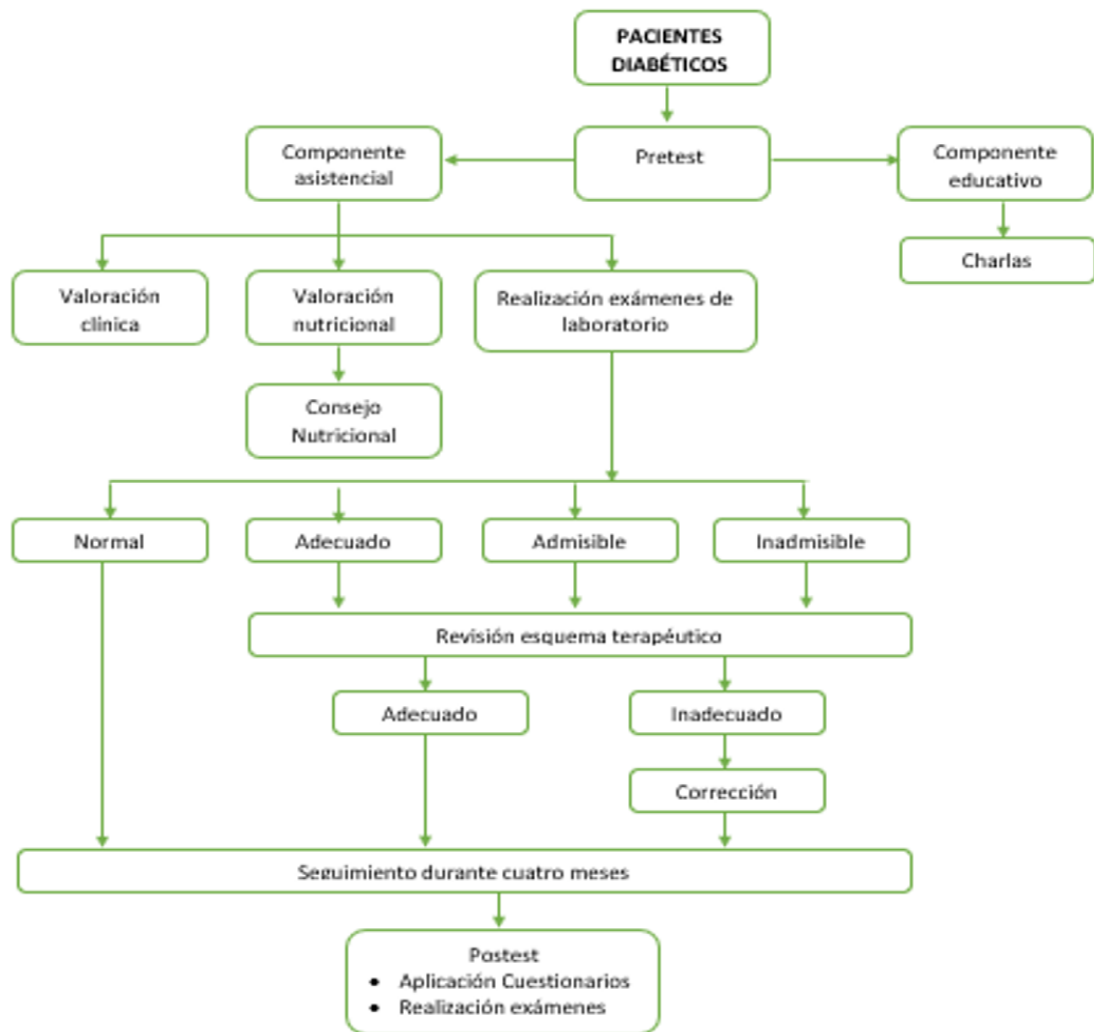 PACIENTES
DIABÉTICOS
Componente
asistencial
Pretest
Componente
educativo
Charlas
Valoración
clínica
Valoración
nutricional
Realización exámenes de
laboratorio
Consejo
Nutricional
Normal
Adecuado
Admisible
Inadmisible
Revisión esquema terapéutico
Adecuado
Inadecuado
Corrección
Seguimiento durante cuatro meses
Postest
• Aplicación Cuestionarios
• Realización exámenes